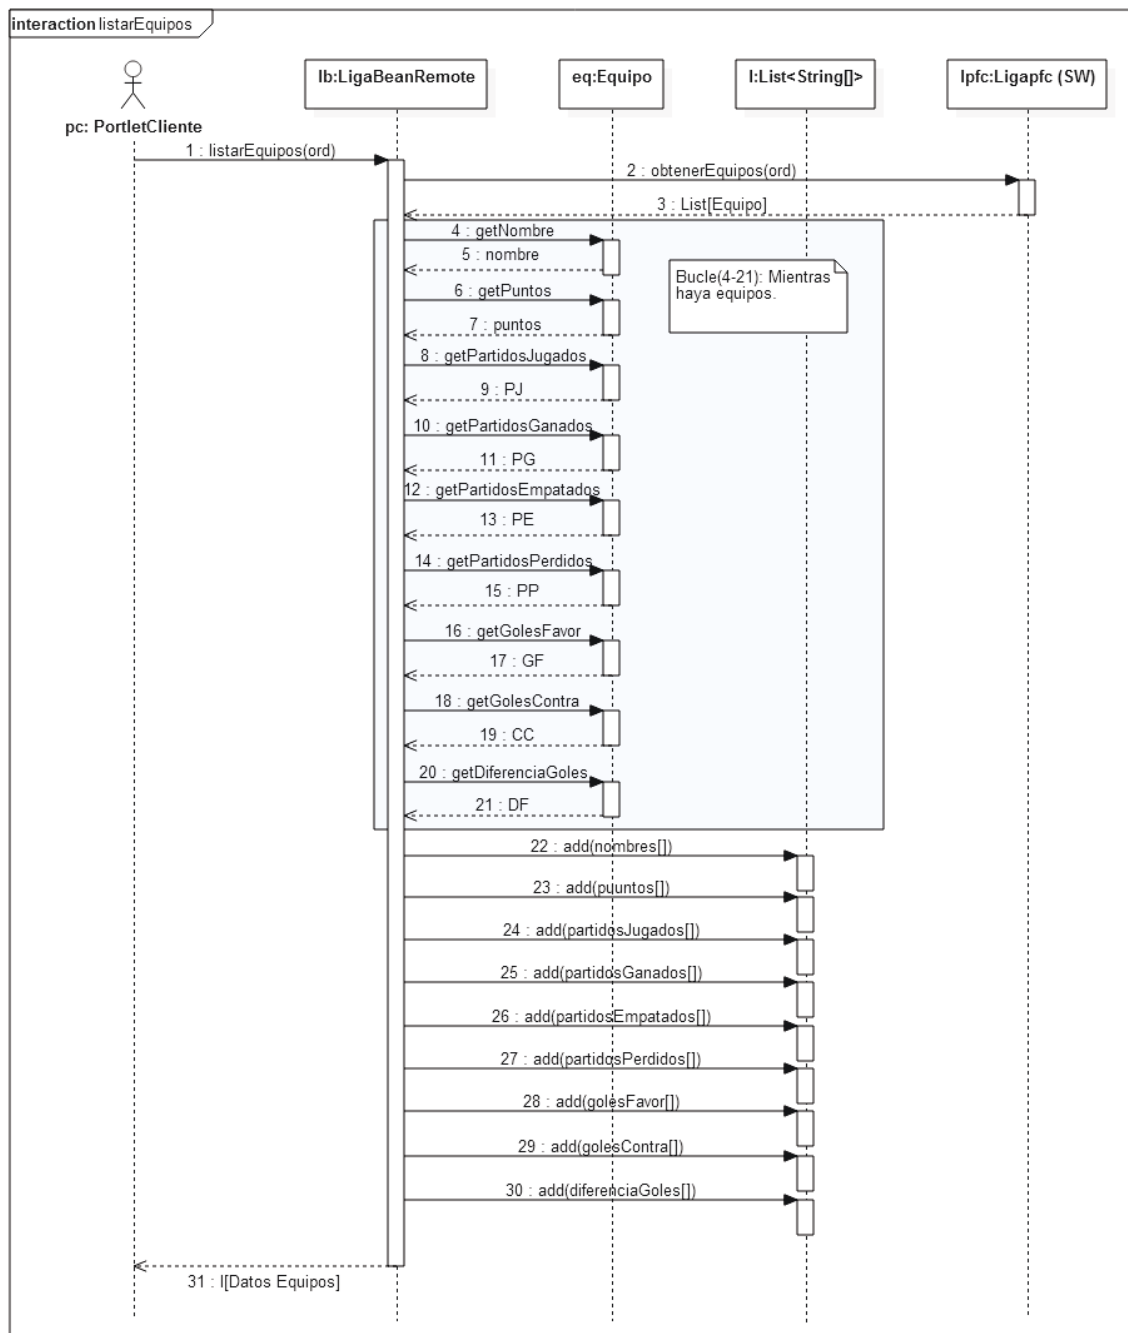 interaction listarEquipos
lb:LigaBeanRemote
eq:Equipo
l:List<String[]>
lpfc:Ligapfc (SW)
pc: PortletCliente
1 : listarEquipos(ord)
2 : obtenerEquipos(ord)
3 : List[Equipo]
4 : getNombre
5 : nombre
Bucle(4-21): Mientras
haya equipos.
6 : getPuntos
7 : puntos
8 : getPartidosJugados
9 : PJ
10 : getPartidosGanados
11 : PG
12 : getPartidosEmpatados
13 : PE
14 : getPartidosPerdidos
15 : PP
16 : getGolesFavor
17 : GF
18 : getGolesContra
19 : CC
20 : getDiferenciaGoles
21 : DF
22 : add(nombres[])
23 : add(puuntos[])
24 : add(partidosJugados[])
25 : add(partidosGanados[])
26 : add(partidosEmpatados[])
27 : add(partidosPerdidos[])
28 : add(golesFavor[])
29 : add(golesContra[])
30 : add(diferenciaGoles[])
31 : l[Datos Equipos]